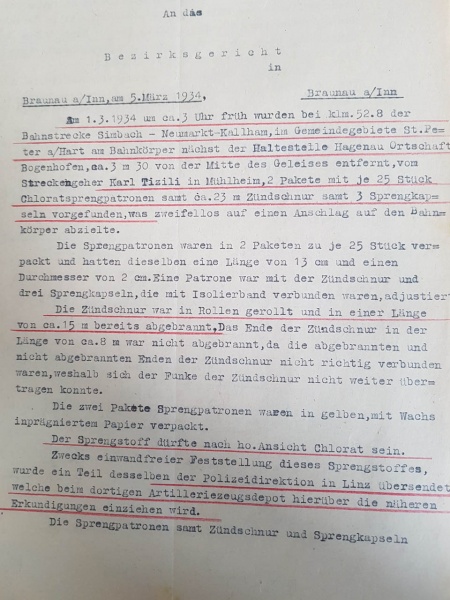 An das
Bezirksgericht
in
Braunau a/Inn, am 5.März 1934, Braunau a/Inn
Am 1.3.1934 um ca.3 Uhr früh wurden bei klm.52.8 der
Bahnstrecke Simbach - Neumarkt-Kallham,im Gemeindegebiete St.Pe=
ter a/Hart am Bahnkörper nächst der Haltestelle Hagenau Ortschaft
Bogenhofen,ca.3 m 30 von der Mitte des Geleises entfernt,vom
Streckengeher Karl Tizili in Mühlheim,2 Pakete mit je 25 Stück
Chloratsprengpatronen samt ca.23 m Zündschnur samt 3 Sprengkap=
seln vorgefunden,was zweifellos auf einen Anschlag auf den Bahn=
körper abzielte.
Die Sprengpatronen waren in 2 Paketen zu je 25 Stück ver=
packt und hatten dieselben eine Länge von 13 cm und einen
Durchmesser von 2 cm.Eine Patrone war mit der Zündschnur und
drei Sprengkapseln,die mit Isolierband verbunden waren,adjustiert
Die Zündschnur war in Rollen gerollt und in einer Länge
von ca.15 m bereits abgebrannt,Das Ende der Zündschnur in der
Länge von ca.8 m war nicht abgebrannt,da die abgebrannten und
nicht abgebrannten Enden der Zündschnur nicht richtig verbunden
waren,weshalb sich der Funke der Zündschnur nicht weiter über=
tragen konnte.
Die zwei Pakete Sprengpatronen waren in gelben,mit Wachs
inprägniertem Papier verpackt.
Der Sprengstoff dürfte nach ho.Ansicht Chlorat sein.
Zwecks einwandfreier Feststellung dieses Sprengstoffes,
wurde ein Teil desselben der Polizeidirektion in Linz übersendet
welche beim dortigen Artilleriezeugsdepot hierüber die näheren
Erkundigungen einziehen wird.
Die Sprengpatronen samt Zündschnur und Sprengkapseln